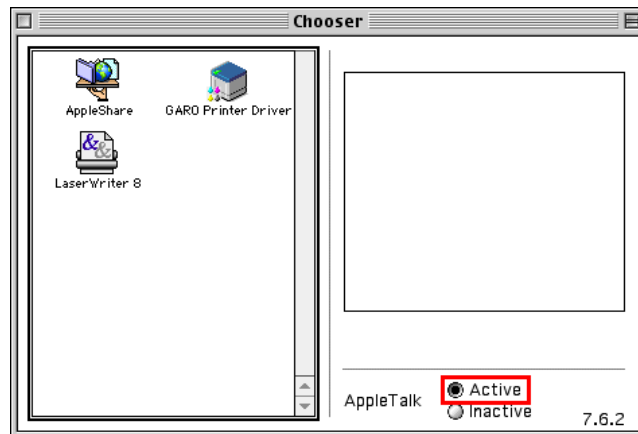 Chooser
AppleShare
GARO Printer Driver
LaserWriter 8
AppleTalk
Active
Inactive
7.6.2